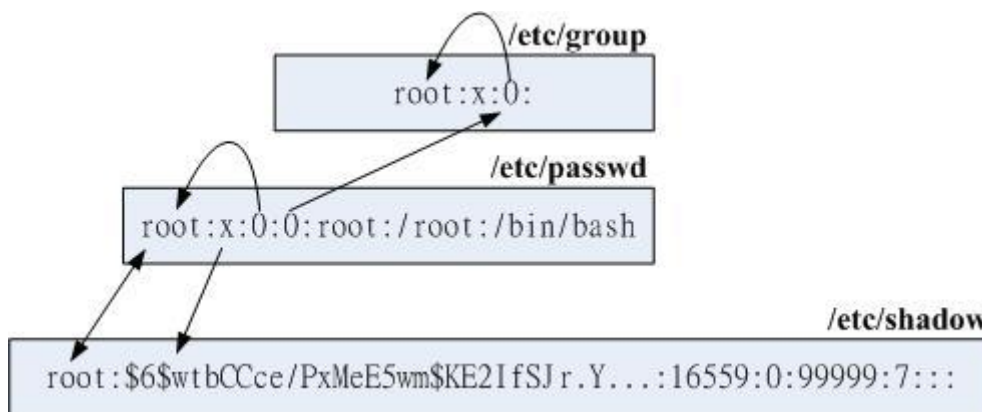 /etc/group
root:x:0:
/etc/passwd
root:x:0:0:root:/root:/bin/bash
/etc/shadow
root:$6$wtbCCce/PxMeE5wm$KE2IfSJr.Y...:16559:0:99999:7:::